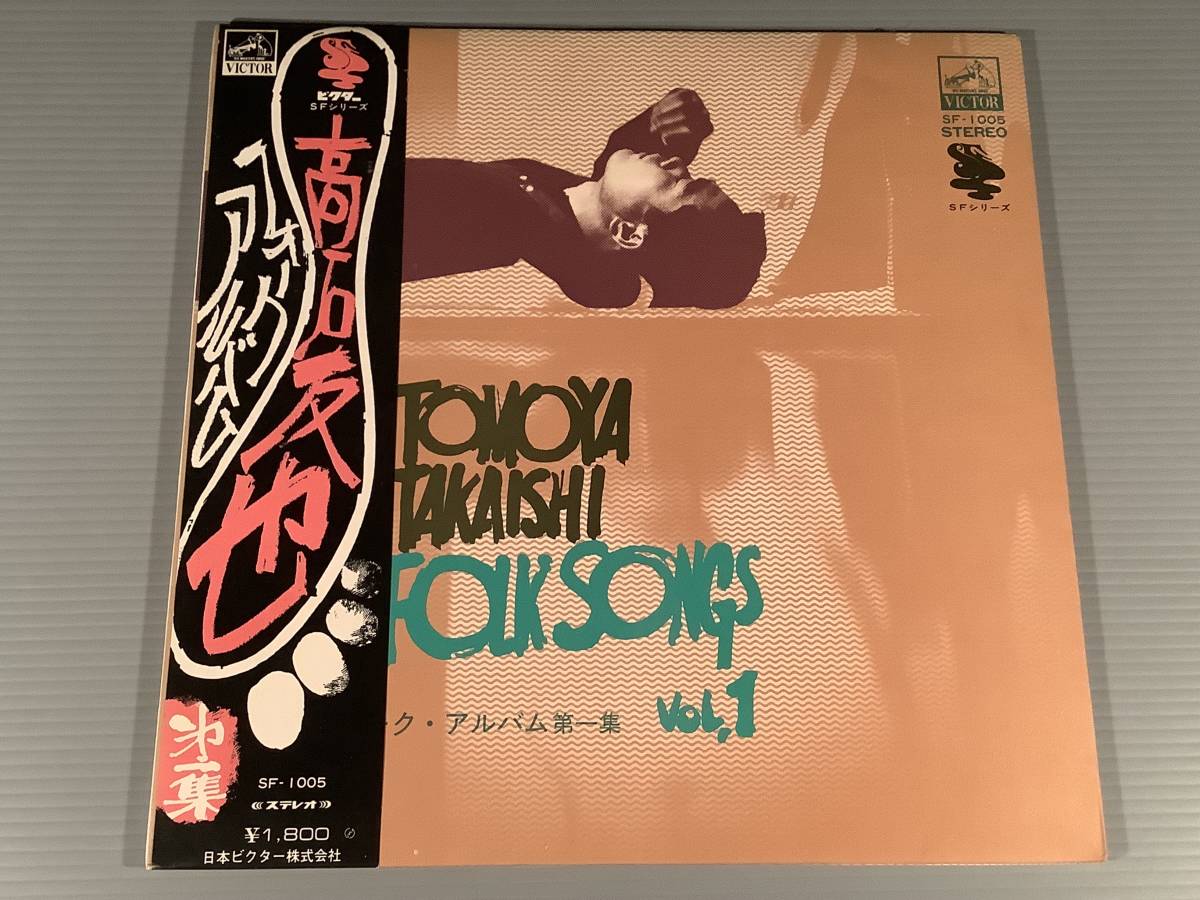 VICTOR
ビクター
SFシリーズ
高石友也
フォーク
アルバム
第一集
SF-1005
ステレオ
¥1,800
日本ビクター株式会社
VICTOR
SF-1005
STEREO
SFシリーズ
TOMOYA
TAKAISHI
FOLK SONGS
VOL,1
ーク・アルバム第一集